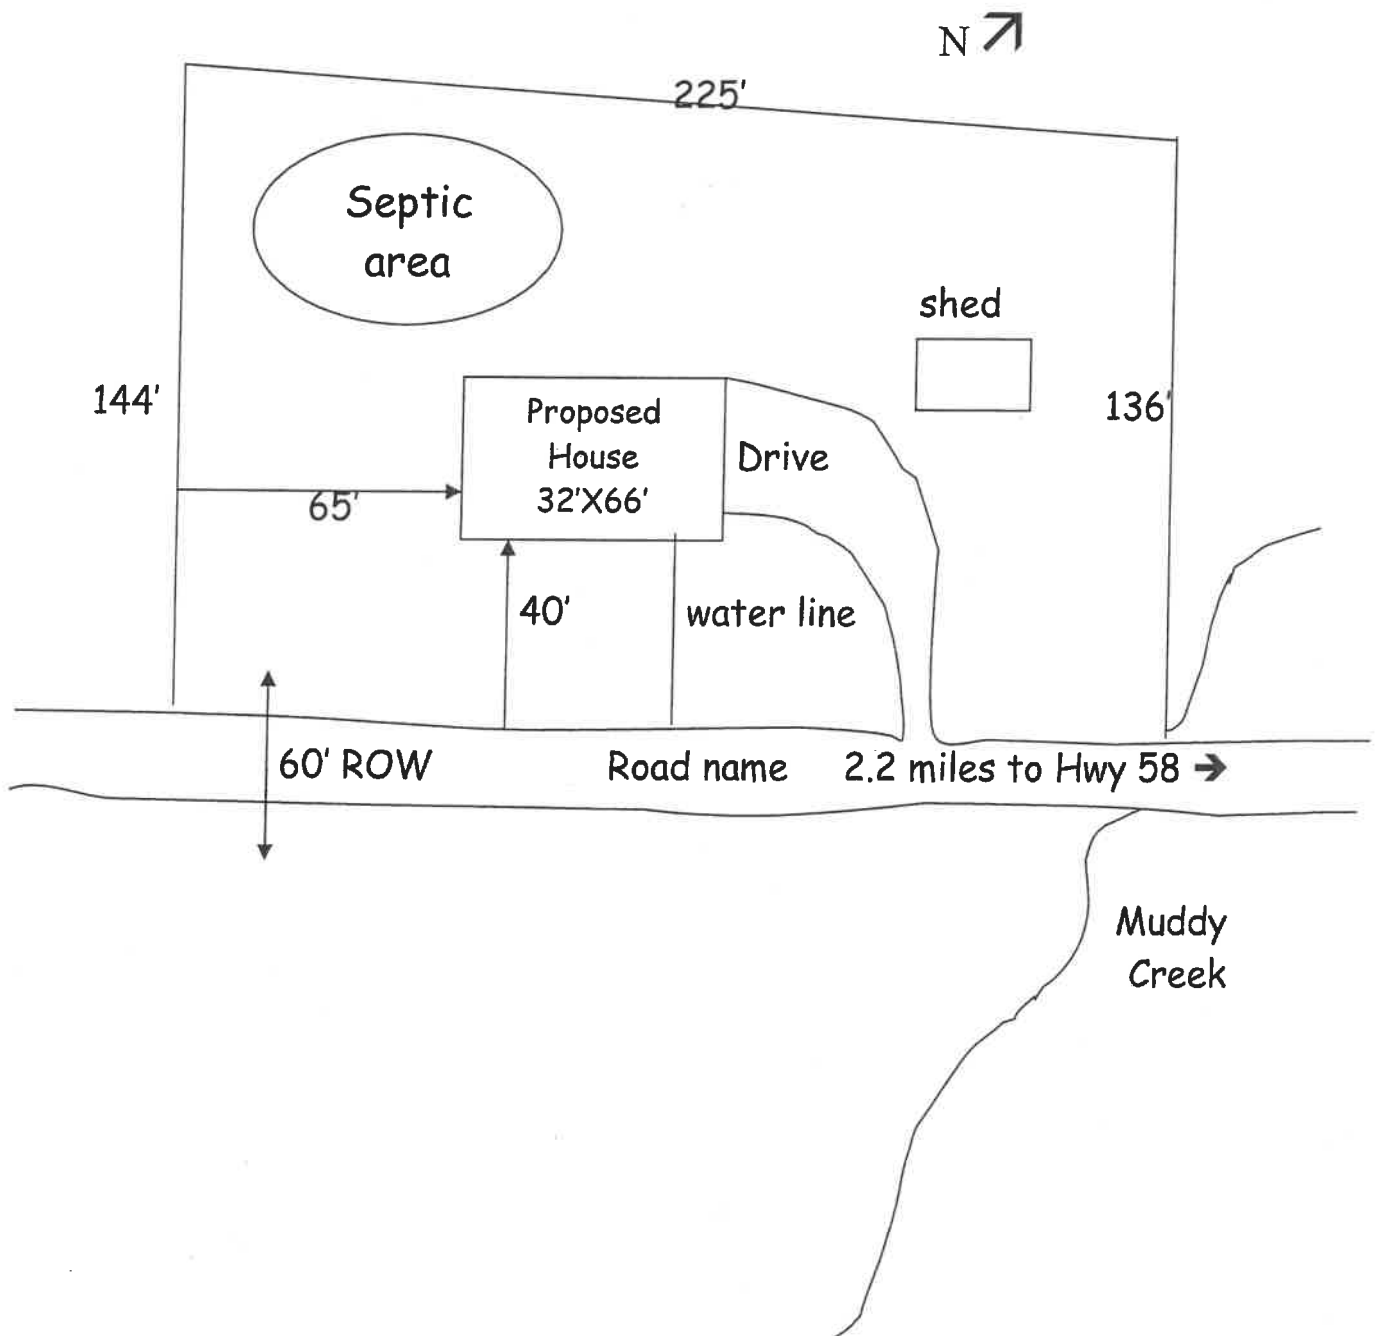 N
225'
Septic
area
shed
144'
136'
Proposed
House
32'X66'
Drive
65'
40'
water line
60' ROW
Road name
2.2 miles to Hwy 58
Muddy
Creek